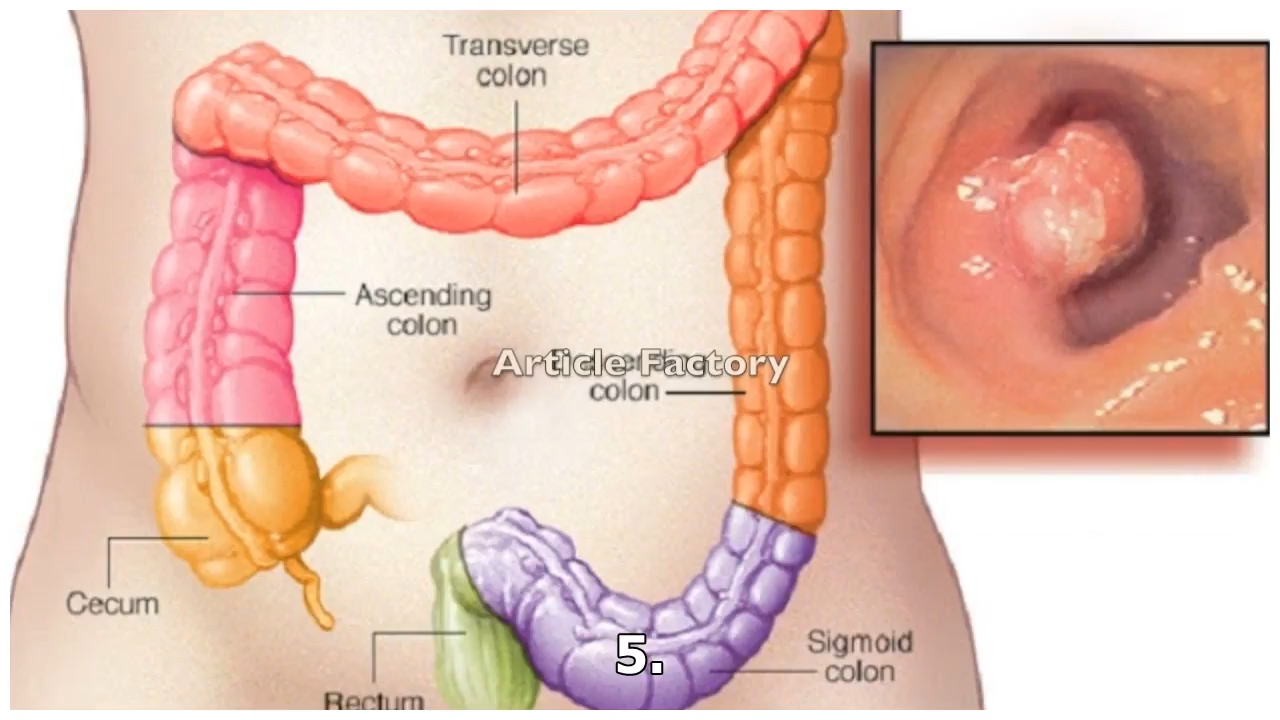 Transverse
colon
Ascending
colon
Article Factory
colon
Cecum
5.
Sigmoid
colon
Rectum